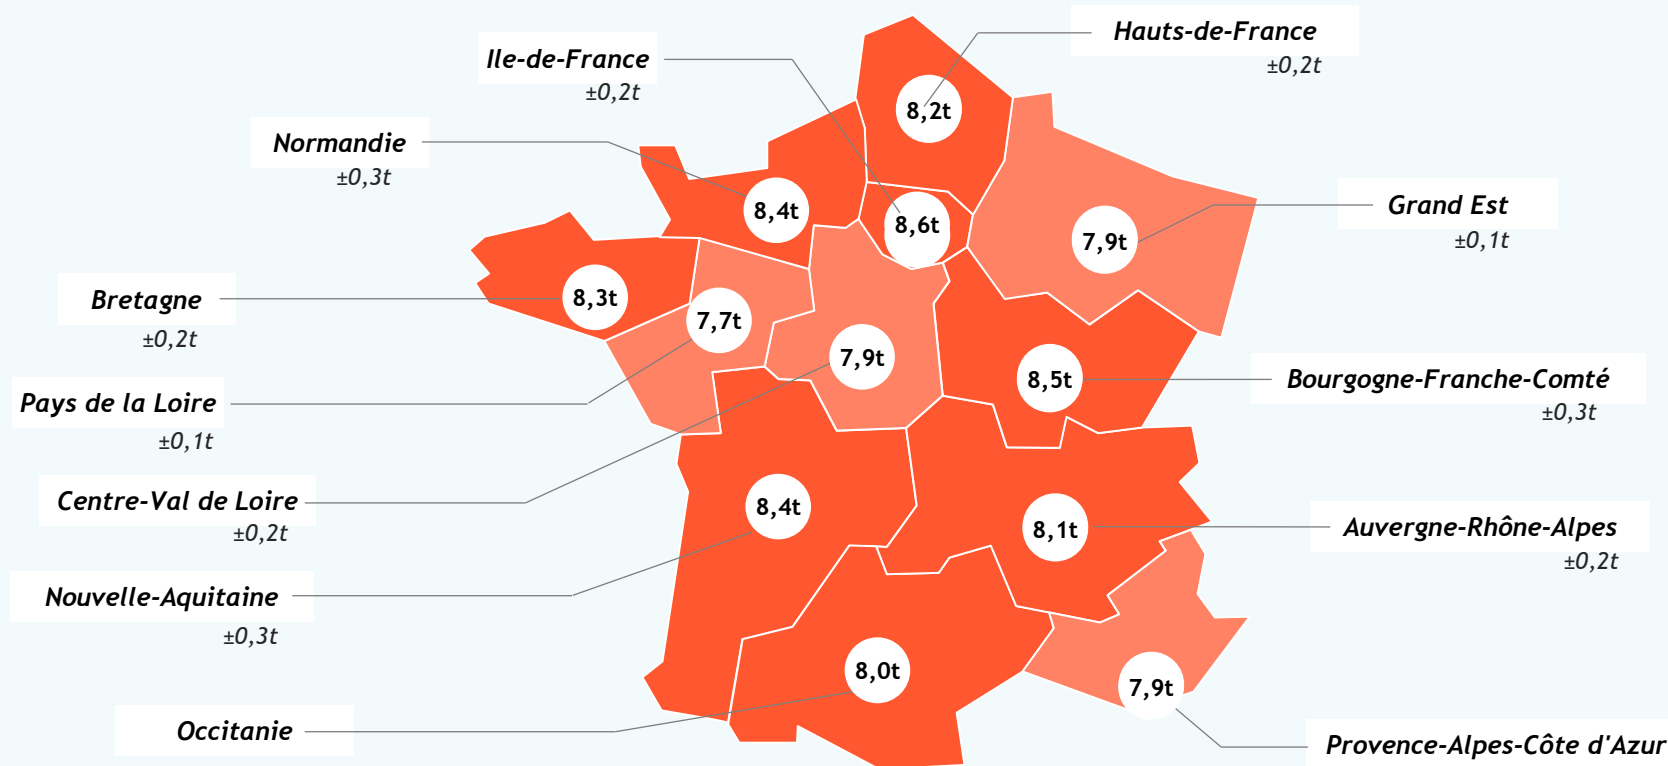 Hauts-de-France
±0,2t
Ile-de-France
±0,2t
8,2t
Normandie
±0,3t
8,4t
8,6t
Grand Est
±0,1t
7,9t
Bretagne
±0,2t
8,3t
7,7t
7,9t
8,5t
Bourgogne-Franche-Comté
±0,3t
Pays de la Loire
±0,1t
Centre-Val de Loire
±0,2t
8,4t
8,1t
Auvergne-Rhône-Alpes
±0,2t
Nouvelle-Aquitaine
±0,3t
8,0t
7,9t
Occitanie
Provence-Alpes-Côte d'Azur